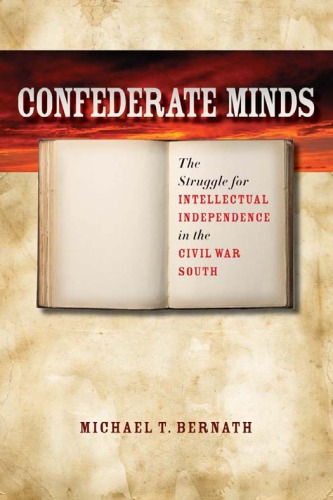 CONFEDERATE MINDS
The
Struggle for
INTELLECTUAL
INDEPENDENCE
in the
CIVIL WAR
SOUTH
MICHAEL T. BERNATH